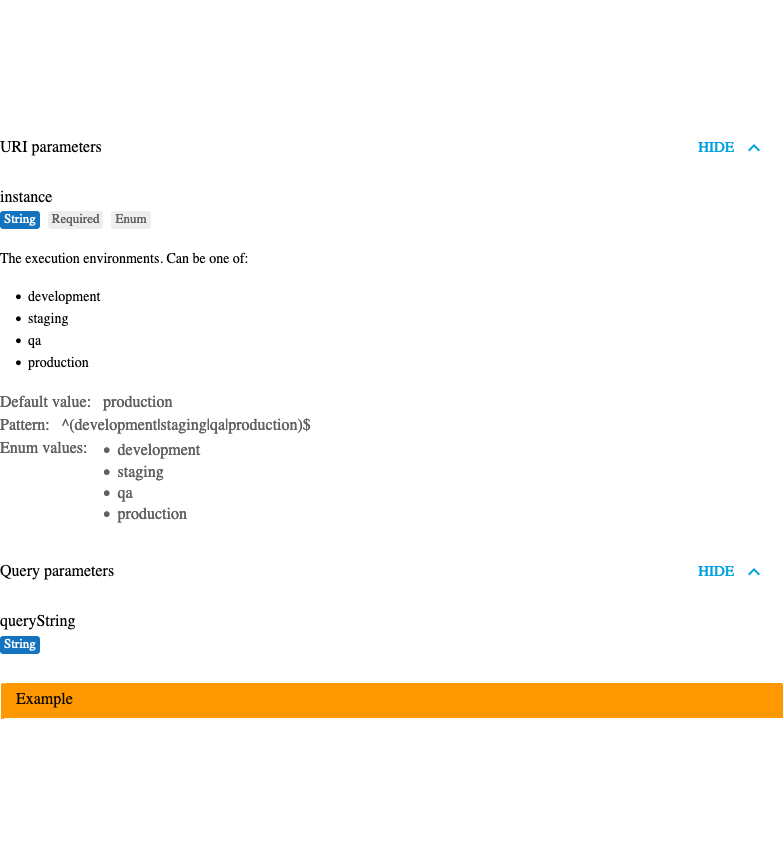 URI parameters HIDE
instance
String Required Enum
The execution environments. Can be one of:
• development
• staging
• qa
• production
Default value: production
Pattern: ^(development|staging|qa|production)$
Enum values: • development
• staging
• qa
• production
Query parameters HIDE
queryString
String
Example